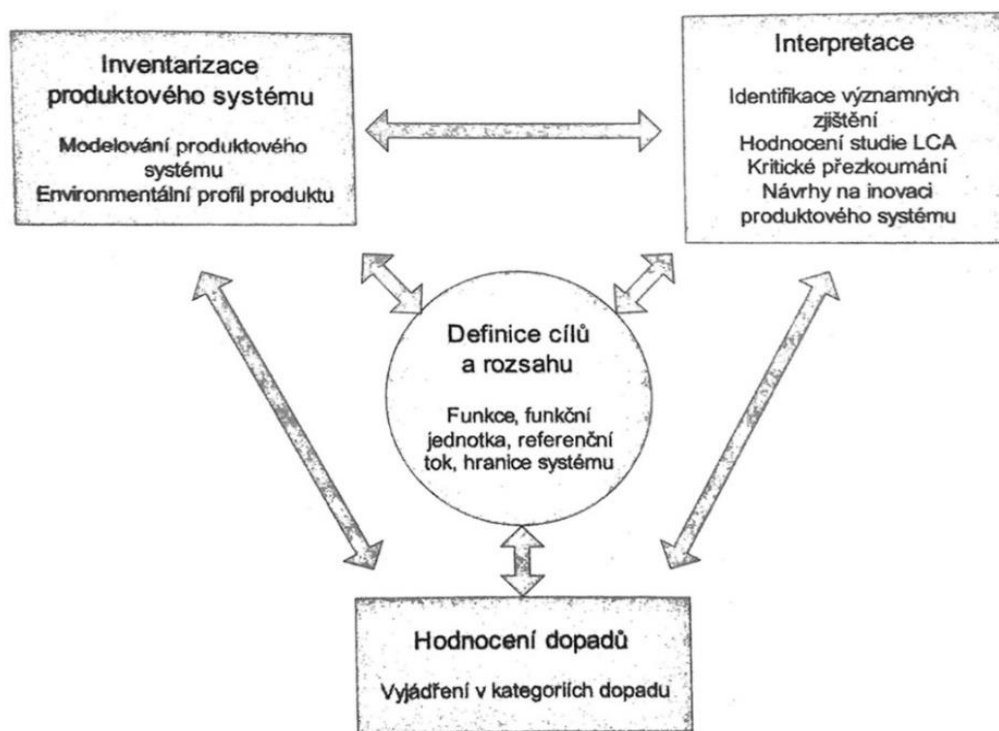 Inventarizace
produktového systému
Modelování produktového
systému
Environmentální profil produktu
Interpretace
Identifikace významných
zjištění
Hodnocení studie LCA
Kritické přezkoumání
Návrhy na inovaci
produktového systému
Definice cílů
a rozsahu
Funkce, funkční
jednotka, referenční
tok, hranice systému
Hodnocení dopadů
Vyjádření v kategoriích dopadu